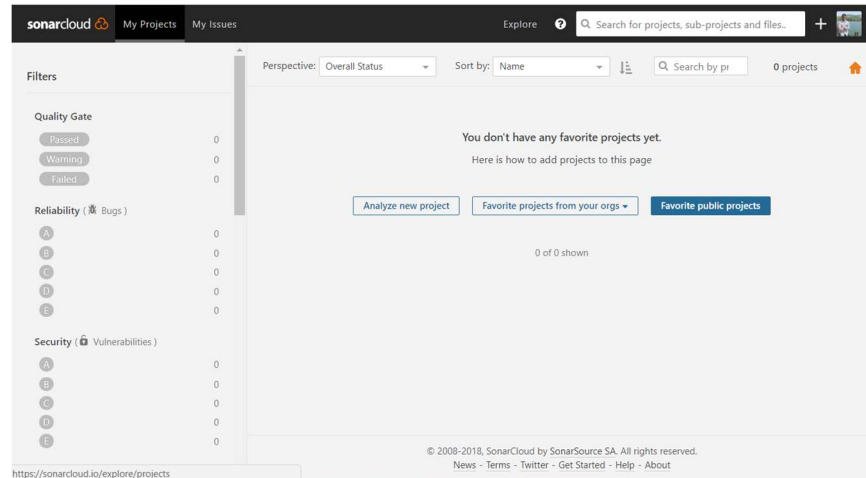 sonarcloud My Projects My Issues Explore ? Search for projects, sub-projects and files.. +
Filters
Perspective: Overall Status Sort by: Name Search by pr 0 projects
Quality Gate
Passed 0
Warning 0
Failed 0
Reliability ( Bugs )
A 0
B 0
C 0
D 0
E 0
Security ( Vulnerabilities )
A 0
B 0
C 0
D 0
E 0
You don't have any favorite projects yet.
Here is how to add projects to this page
Analyze new project Favorite projects from your orgs Favorite public projects
0 of 0 shown
© 2008-2018, SonarCloud by SonarSource SA. All rights reserved.
News - Terms - Twitter - Get Started - Help - About
https://sonarcloud.io/explore/projects